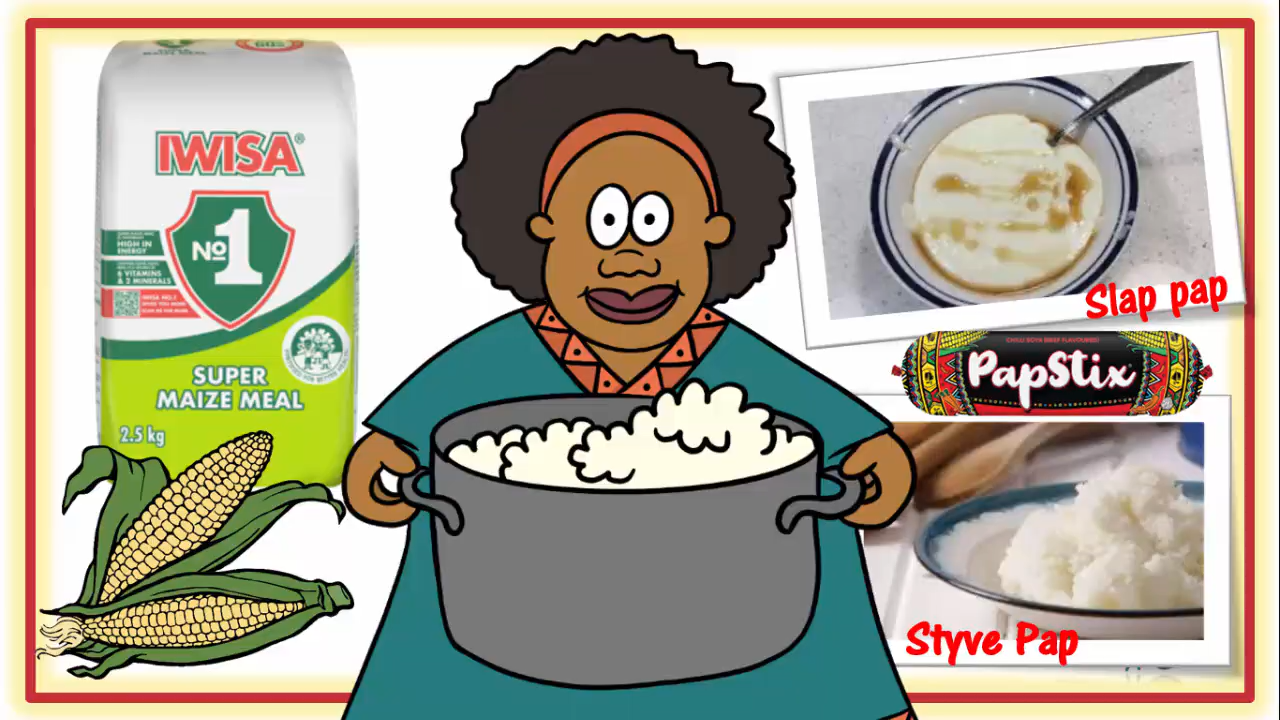 IWISA®
No1
HIGH IN
ENERGY
6 VITAMINS
& 2 MINERALS
SUPER
MAIZE MEAL
2.5 kg
Slap pap
CHILLI BOYA BEEF FLAVOURED!
PapStix
Styve Pap